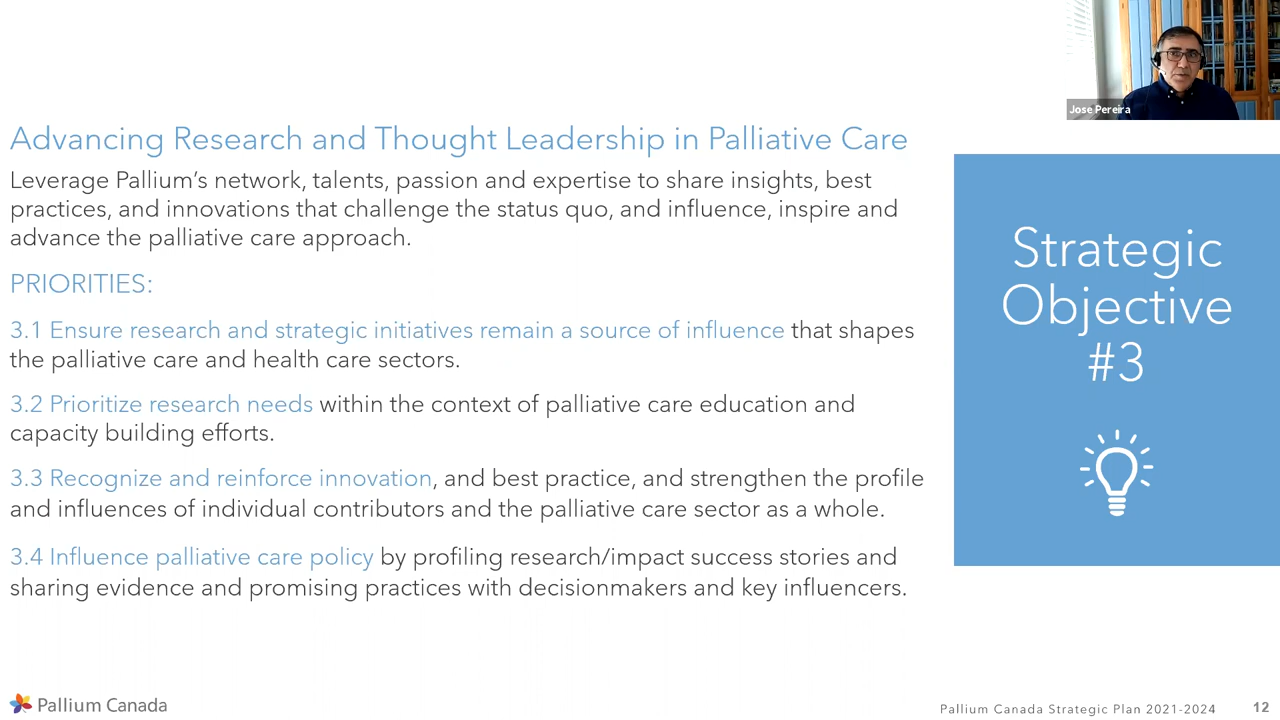 Jose Pereira
Advancing Research and Thought Leadership in Palliative Care
Leverage Pallium’s network, talents, passion and expertise to share insights, best
practices, and innovations that challenge the status quo, and influence, inspire and
advance the palliative care approach.
PRIORITIES:
3.1 Ensure research and strategic initiatives remain a source of influence that shapes
the palliative care and health care sectors.
3.2 Prioritize research needs within the context of palliative care education and
capacity building efforts.
3.3 Recognize and reinforce innovation, and best practice, and strengthen the profile
and influences of individual contributors and the palliative care sector as a whole.
3.4 Influence palliative care policy by profiling research/impact success stories and
sharing evidence and promising practices with decisionmakers and key influencers.
Strategic
Objective
#3
Pallium Canada
Pallium Canada Strategic Plan 2021-2024 12